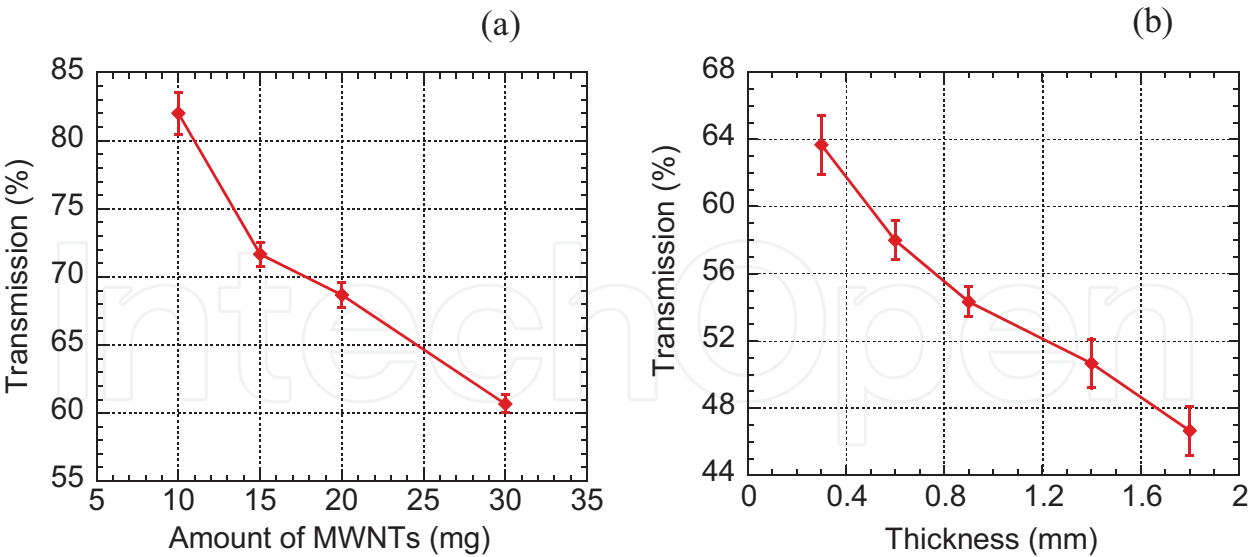 (a)
85
80
75
70
65
60
55
5 10 15 20 25 30 35
Transmission (%)
Amount of MWNTs (mg)
(b)
68
64
60
56
52
48
44
0 0.4 0.8 1.2 1.6 2
Transmission (%)
Thickness (mm)
IntechOpen